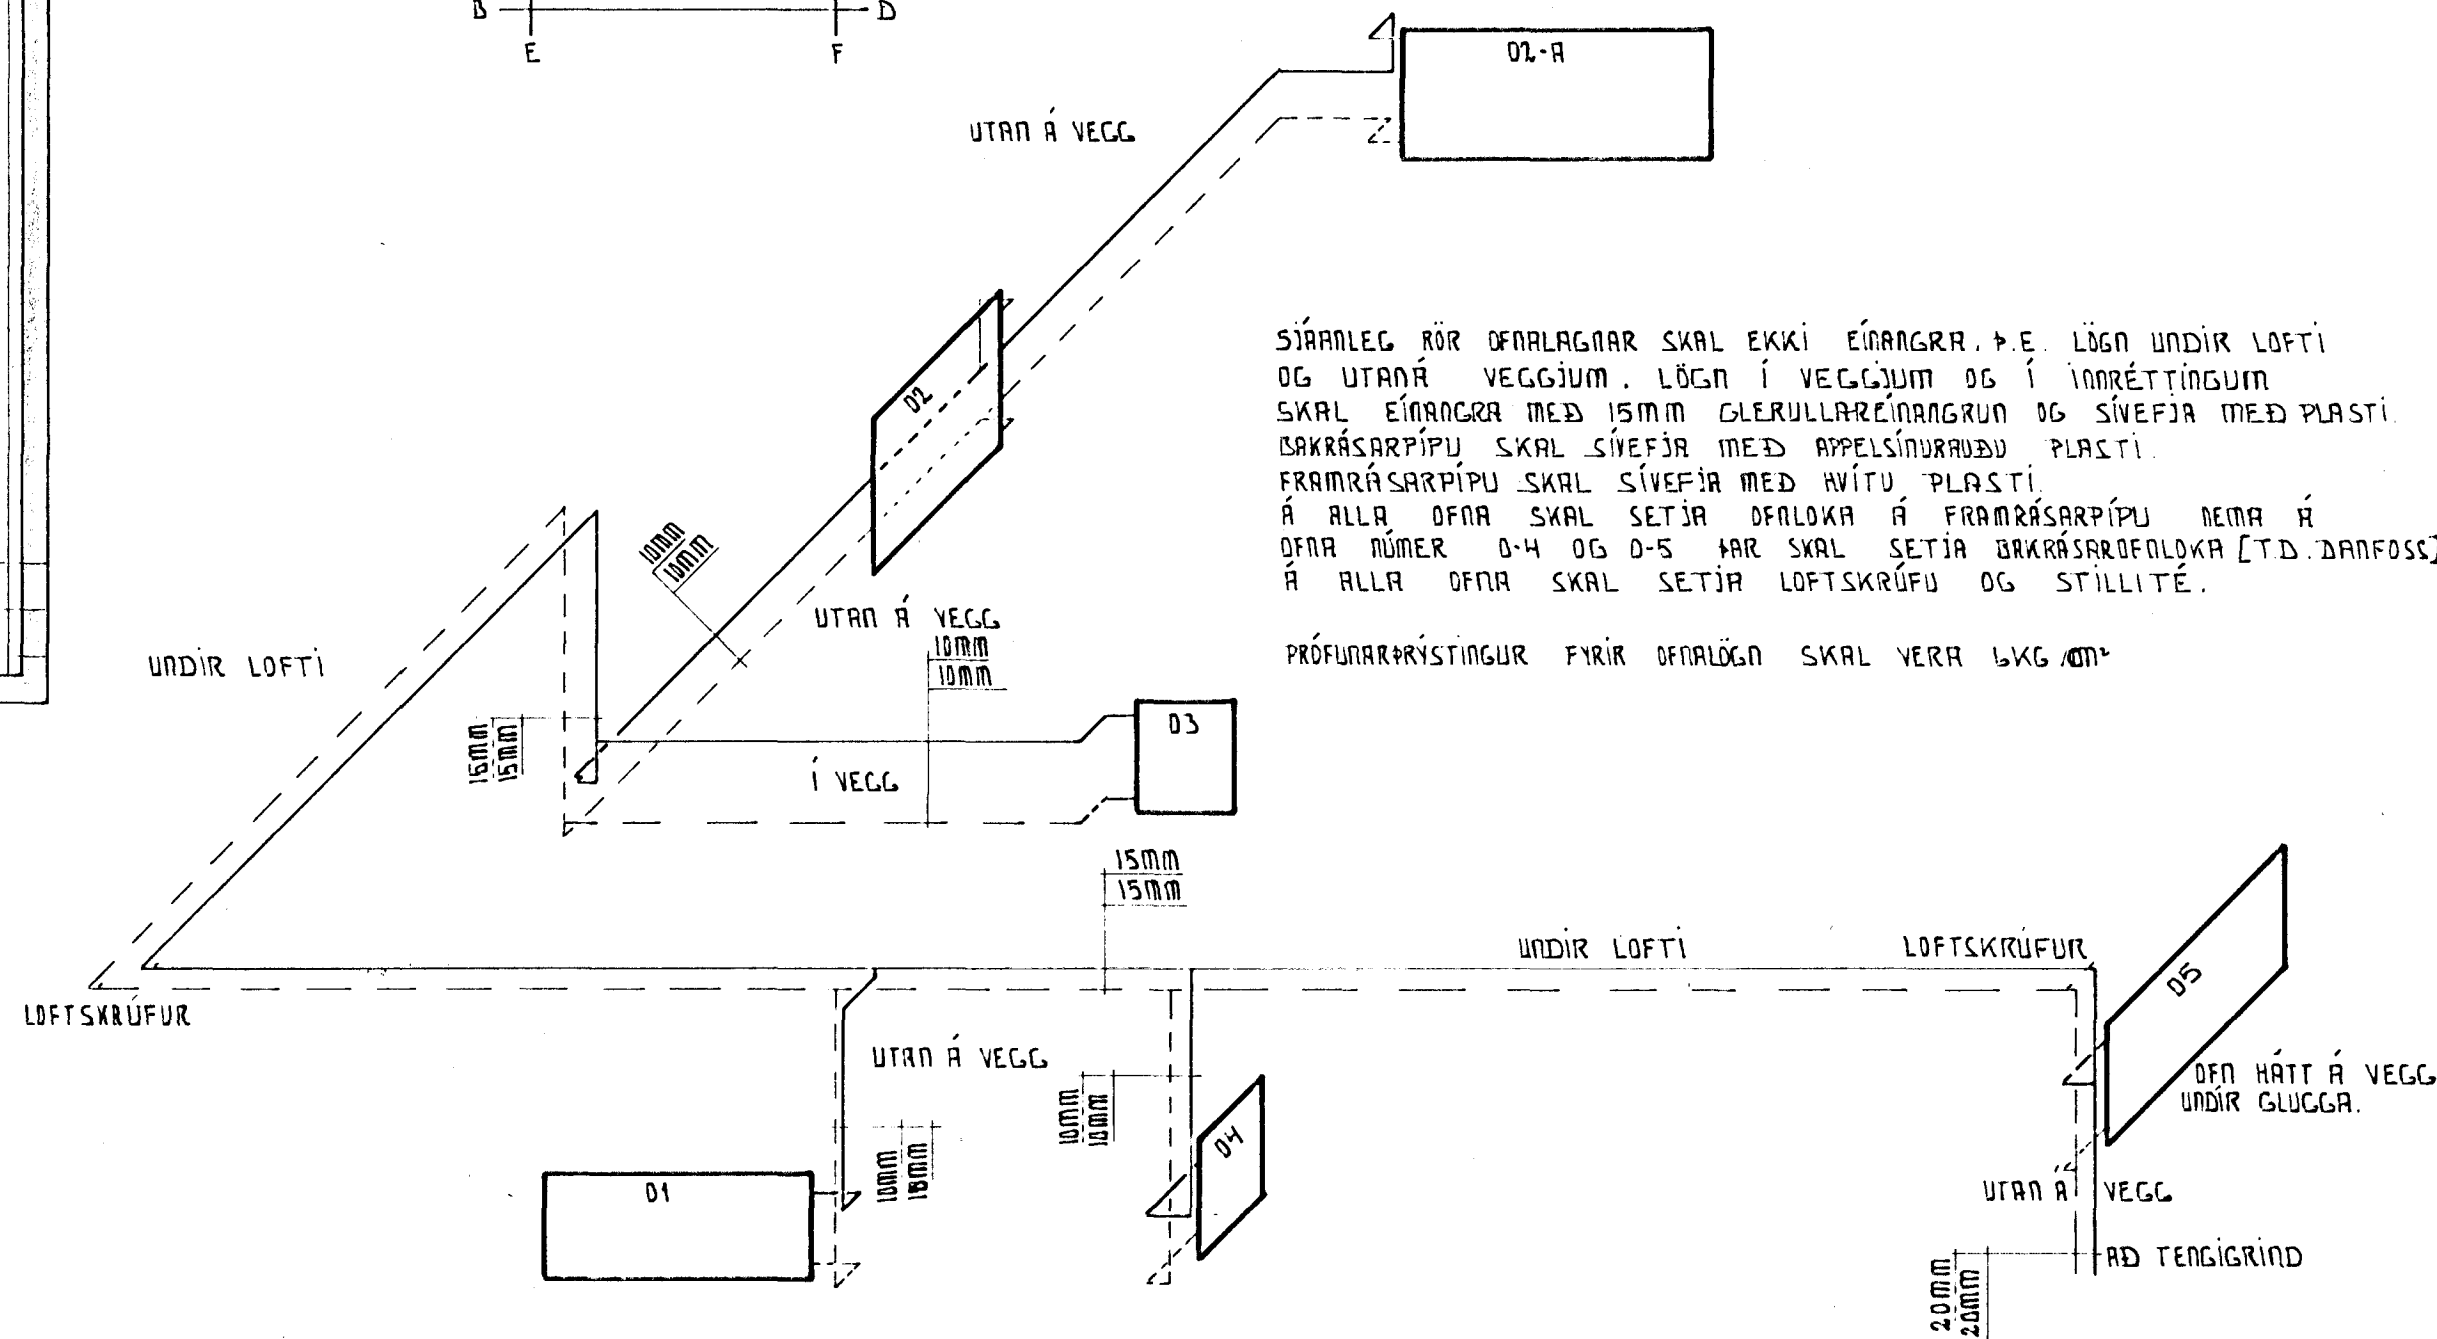 B D
E F
O2-A
UTAN Á VEGG
O2
SJÁANLEG RÖR OFNALAGNAR SKAL EKKI EINANGRA. Þ.E. LÖGN UNDIR LOFTI
OG UTANÁ VEGGJUM. LÖGN Í VEGGJUM OG Í INNRÉTTINGUM
SKAL EINANGRA MEÐ 15MM GLERULLAREINANGRUN OG SÍVEFJA MEÐ PLASTI.
BAKRÁSARPÍPU SKAL SÍVEFJA MEÐ APPELSÍNURAUÐU PLASTI.
FRAMRÁSARPÍPU SKAL SÍVEFJA MEÐ HVÍTU PLASTI.
Á ALLA OFNA SKAL SETJA OFNLOKA Á FRAMRÁSARPÍPU NEMA Á
OFNA NÚMER O-4 OG O-5 ÞAR SKAL SETJA BAKRÁSAROFNLOKA [T.D. DANFOSS]
Á ALLA OFNA SKAL SETJA LOFTSKRÚFU OG STILLITÉ.
PRÓFUNARÞRÝSTINGUR FYRIR OFNALÖGN SKAL VERA 6KG/CM²
10MM
10MM
UTAN Á VEGG
10MM
10MM
UNDIR LOFTI
15MM
15MM
O3
Í VEGG
15MM
15MM
UNDIR LOFTI
LOFTSKRÚFUR
O5
LOFTSKRÚFUR
UTAN Á VEGG
OFN HÁTT Á VEGG
UNDIR GLUGGA.
10MM
10MM
O4
10MM
10MM
O1
UTAN Á VEGG
AÐ TENGIGRIND
20MM
20MM